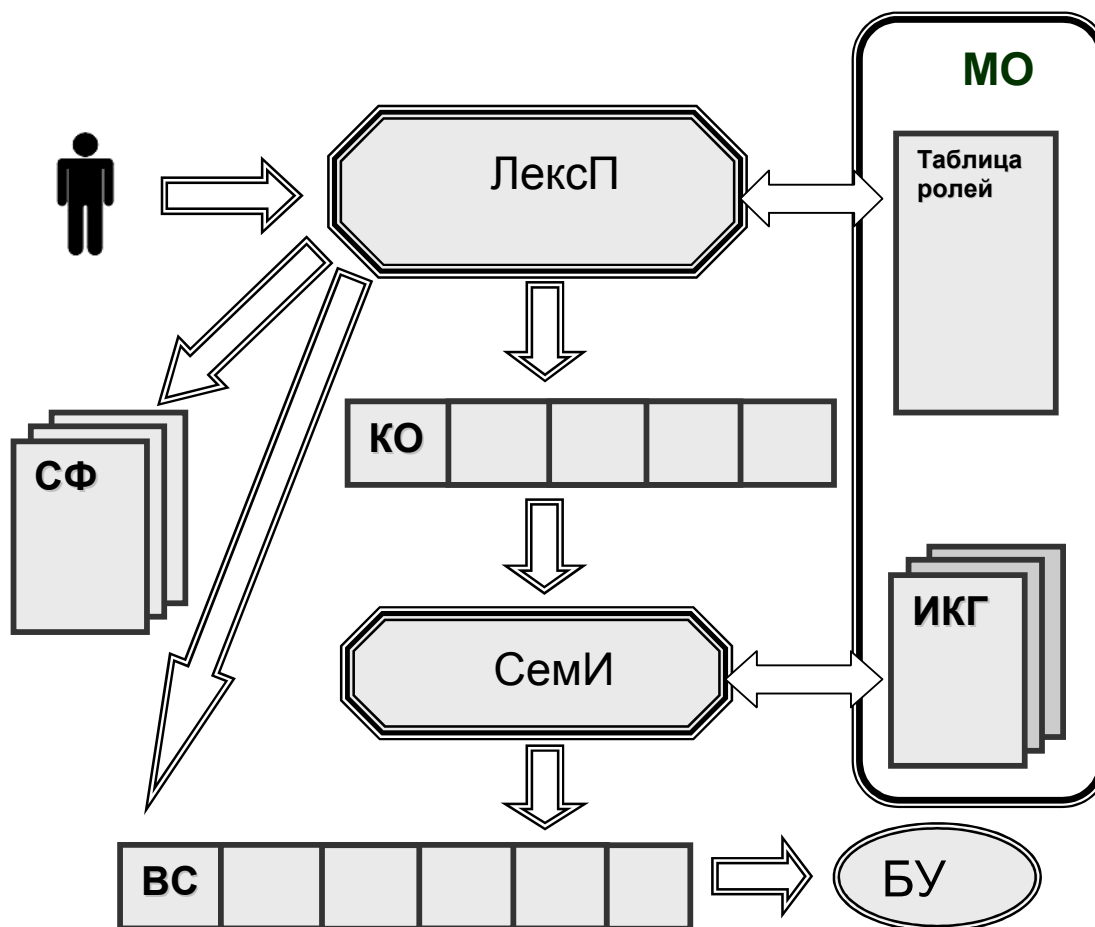 МО
ЛексП
Таблица
ролей
КО
СФ
ИКГ
СемИ
ВС
БУ